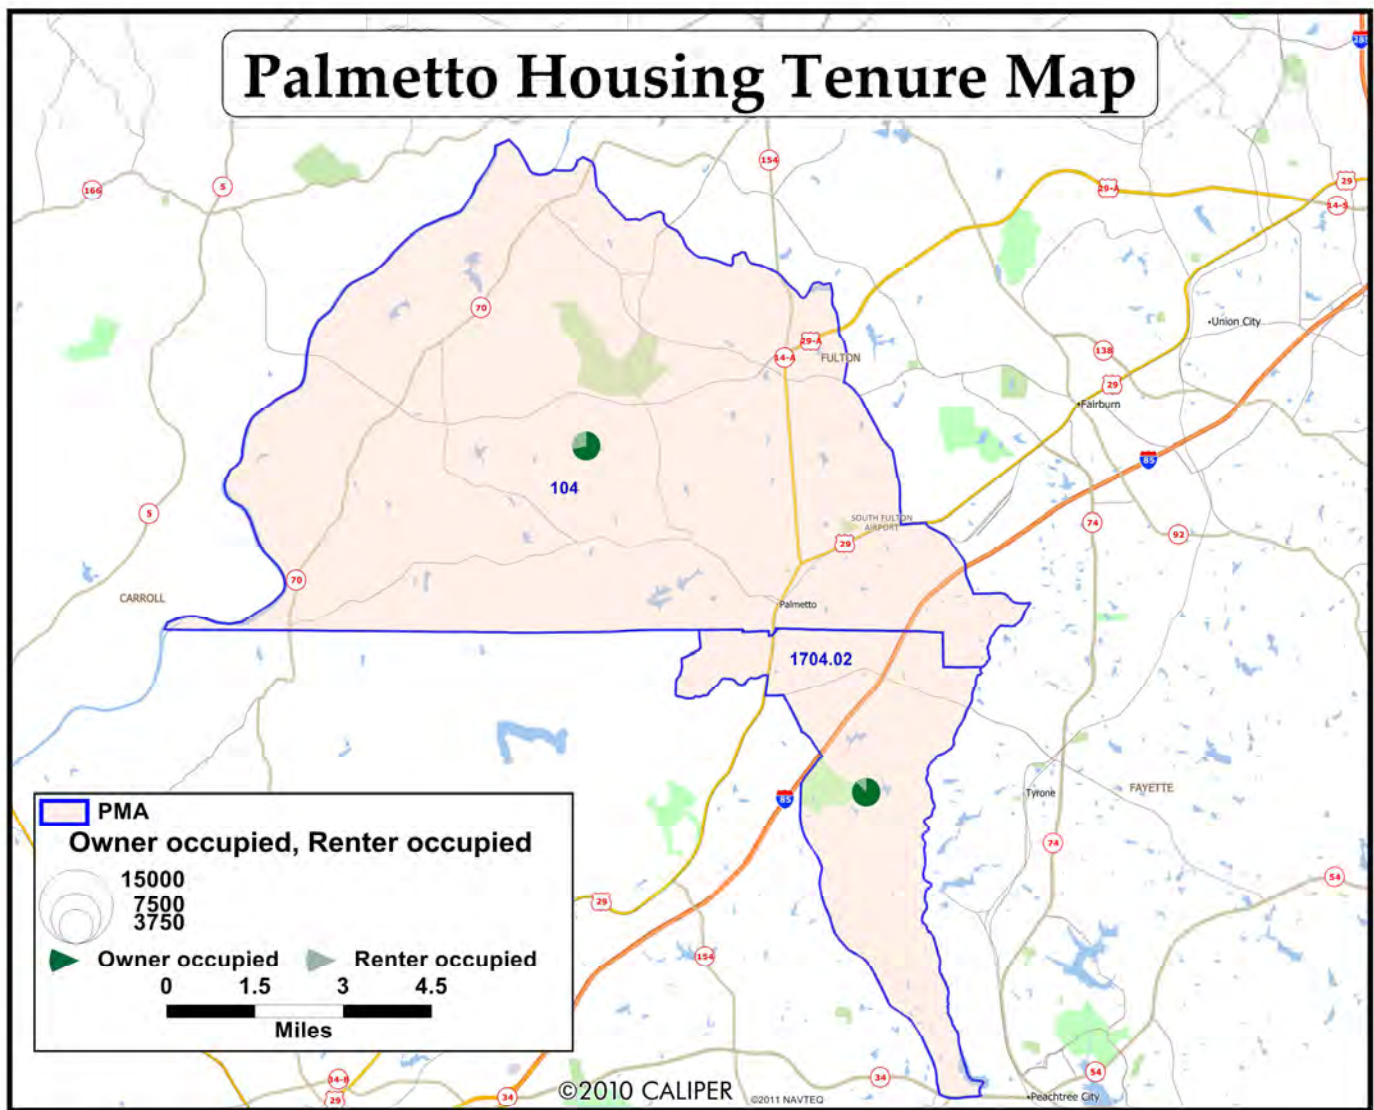 Palmetto Housing Tenure Map
285
154
166
5
29-A
29
14-S
70
Union City
29-A
14-A
FULTON
138
29
Fairburn
85
104
5
SOUTH FULTON
AIRPORT
74
29
92
70
CARROLL
Palmetto
1704.02
85
Tyrone
FAYETTE
74
54
29
154
PMA
Owner occupied, Renter occupied
15000
7500
3750
Owner occupied
Renter occupied
0 1.5 3 4.5
Miles
34-B
29
34
©2010 CALIPER
©2011 NAVTEQ
34
54
Peachtree City